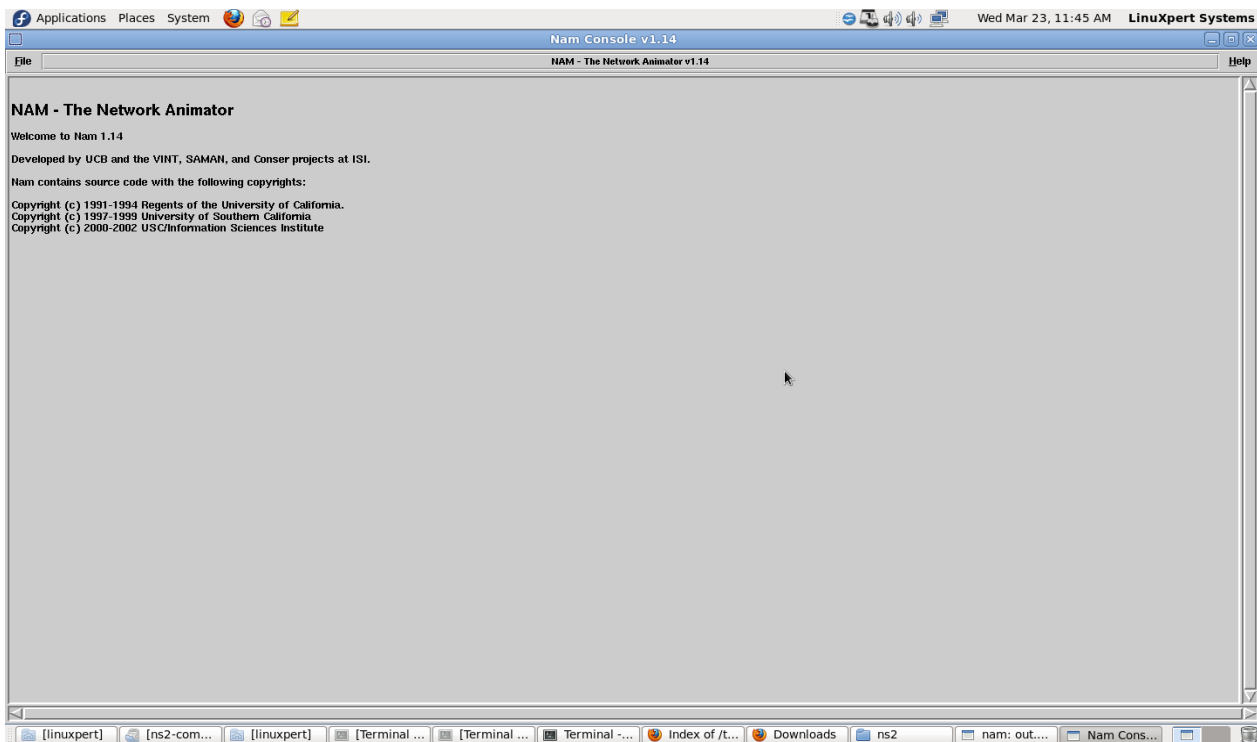 Applications Places System Wed Mar 23, 11:45 AM LinuXpert Systems
Nam Console v1.14
File NAM - The Network Animator v1.14 Help
NAM - The Network Animator
Welcome to Nam 1.14
Developed by UCB and the VINT, SAMAN, and Conser projects at ISI.
Nam contains source code with the following copyrights:
Copyright (c) 1991-1994 Regents of the University of California.
Copyright (c) 1997-1999 University of Southern California
Copyright (c) 2000-2002 USC/Information Sciences Institute
[linuxpert] [ns2-com... [linuxpert] [Terminal ... [Terminal ... Terminal -... Index of /t... Downloads ns2 nam: out.... Nam Cons...